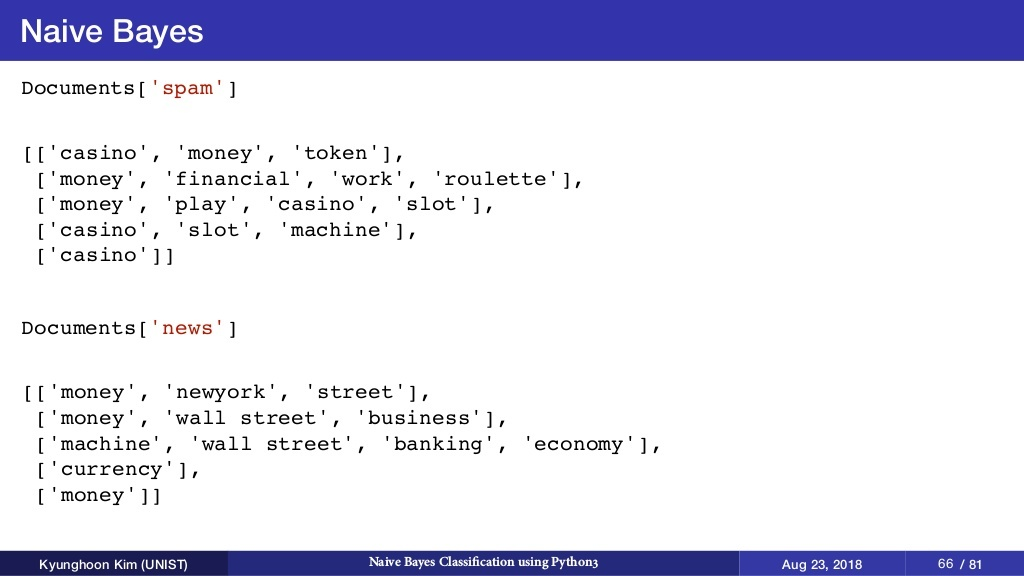 Naive Bayes
Documents['spam']
[['casino', 'money', 'token'],
['money', 'financial', 'work', 'roulette'],
['money', 'play', 'casino', 'slot'],
['casino', 'slot', 'machine'],
['casino']]
Documents['news']
[['money', 'newyork', 'street'],
['money', 'wall street', 'business'],
['machine', 'wall street', 'banking', 'economy'],
['currency'],
['money']]
Kyunghoon Kim (UNIST) Naive Bayes Classification using Python3 Aug 23, 2018 66 / 81